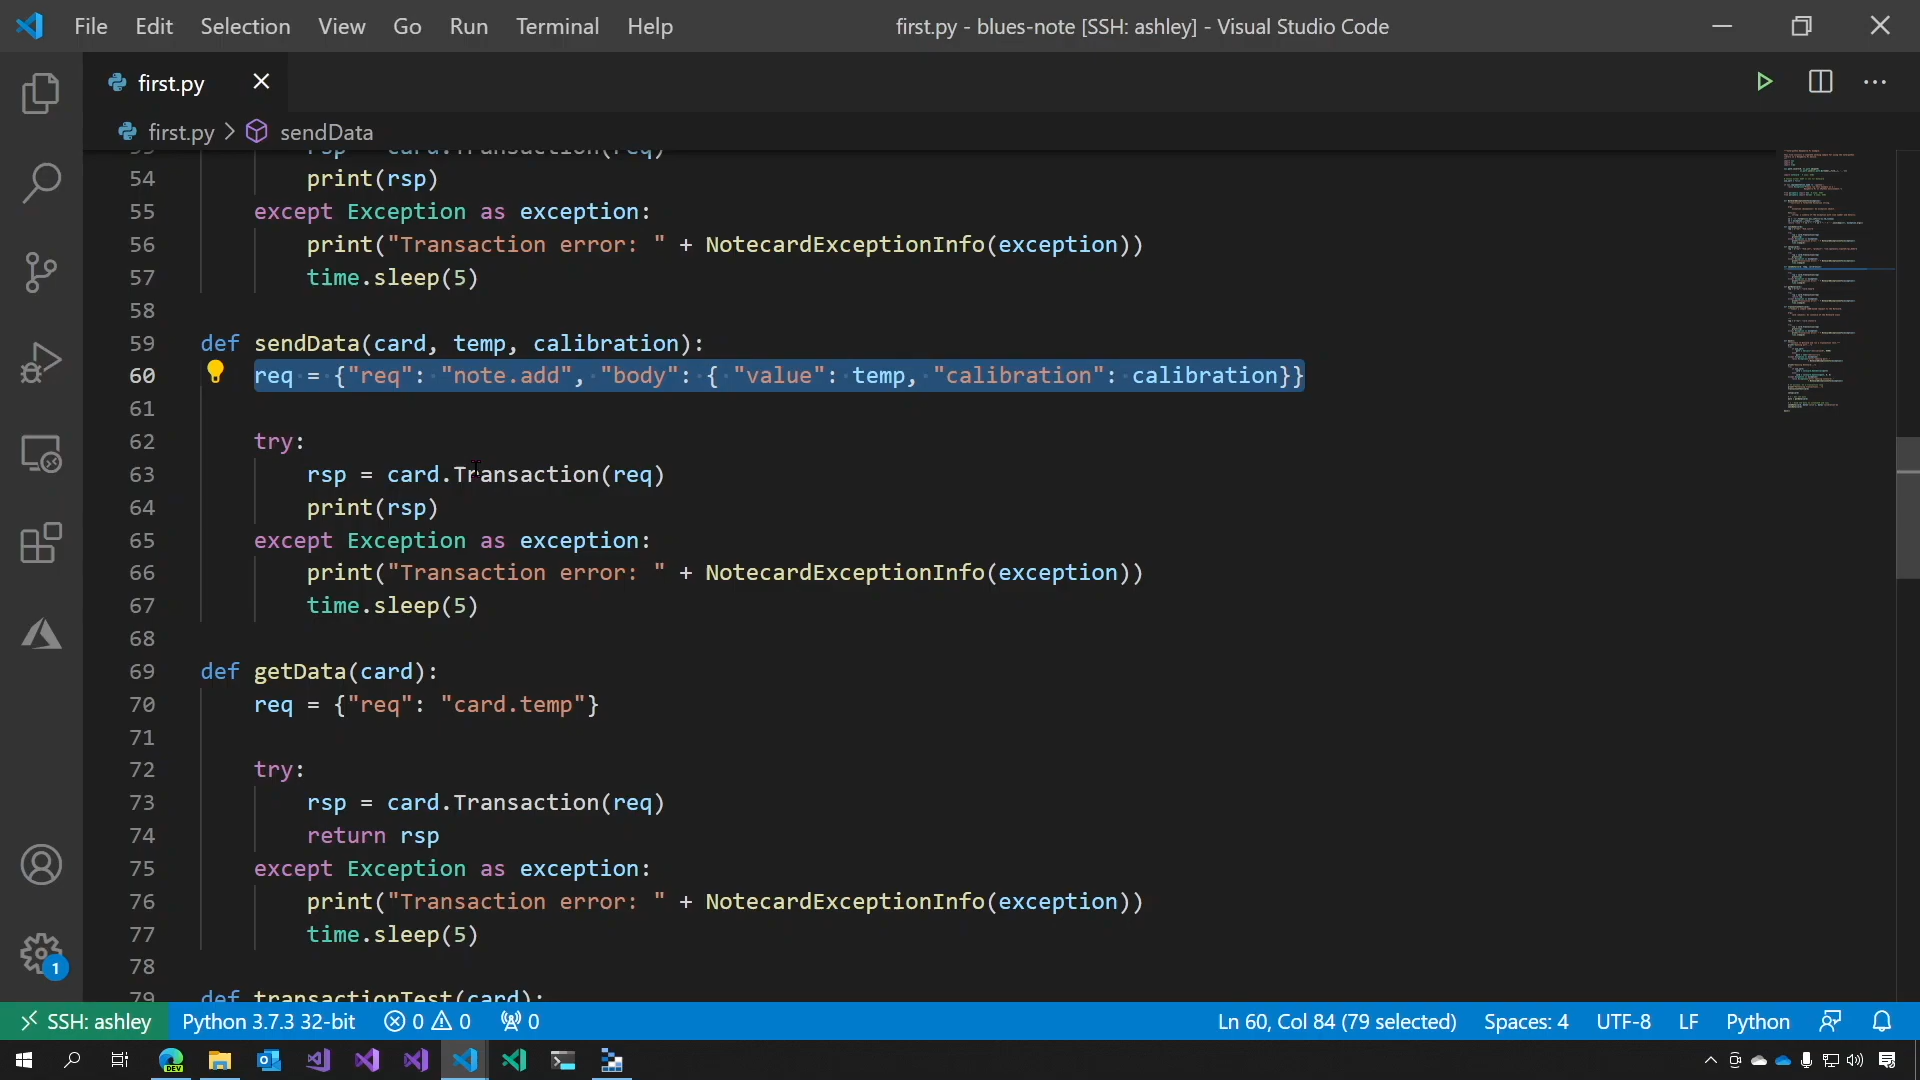 File Edit Selection View Go Run Terminal Help first.py - blues-note [SSH: ashley] - Visual Studio Code
first.py
first.py > sendData
rsp = card.Transaction(req)
54 print(rsp)
55 except Exception as exception:
56 print("Transaction error: " + NotecardExceptionInfo(exception))
57 time.sleep(5)
58
59 def sendData(card, temp, calibration):
60 req = {"req": "note.add", "body": { "value": temp, "calibration": calibration}}
61
62 try:
63 rsp = card.Transaction(req)
64 print(rsp)
65 except Exception as exception:
66 print("Transaction error: " + NotecardExceptionInfo(exception))
67 time.sleep(5)
68
69 def getData(card):
70 req = {"req": "card.temp"}
71
72 try:
73 rsp = card.Transaction(req)
74 return rsp
75 except Exception as exception:
76 print("Transaction error: " + NotecardExceptionInfo(exception))
77 time.sleep(5)
78
79 def transactionTest(card):
1
SSH: ashley Python 3.7.3 32-bit 0 0 0 Ln 60, Col 84 (79 selected) Spaces: 4 UTF-8 LF Python
DEV